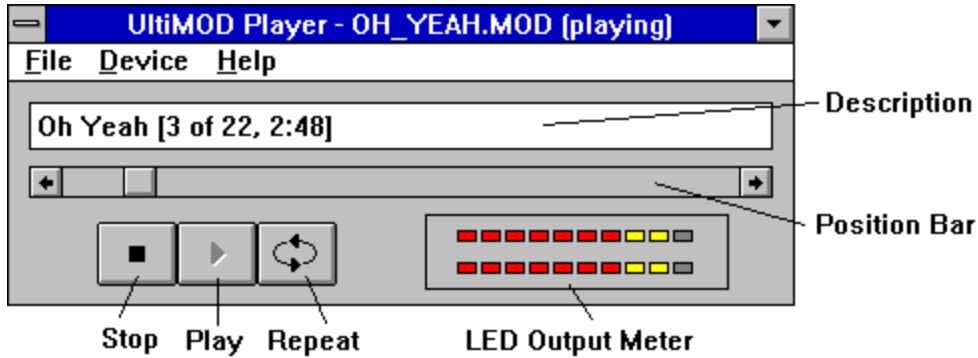 UltiMOD Player - OH_YEAH.MOD (playing)
File Device Help
Description
Oh Yeah [3 of 22, 2:48]
Position Bar
Stop Play Repeat LED Output Meter